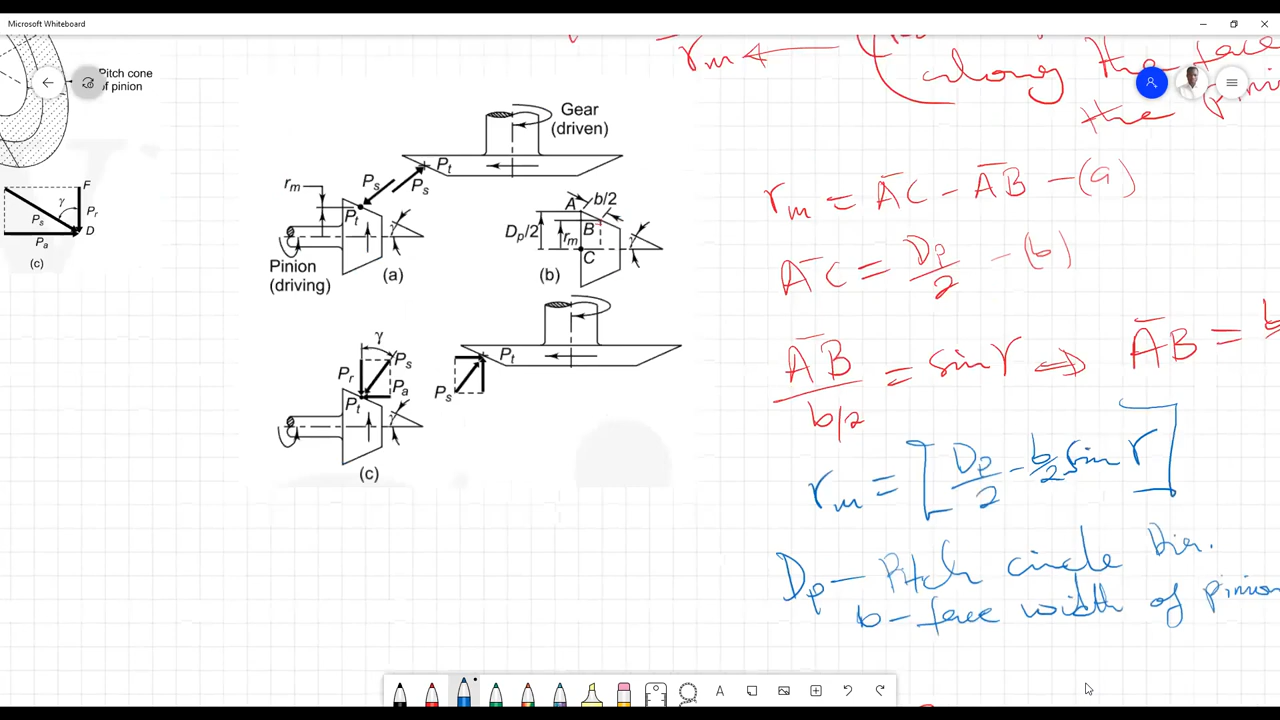 Microsoft Whiteboard
Pitch cone
of pinion
F
γ
Pr
Ps
D
Pa
(c)
Gear
(driven)
Pt
Ps
Ps
rm
Pt
Pinion
(driving)
(a)
A
b/2
Dp/2
B
rm
C
γ
(b)
γ
Ps
Pr
Pa
Pt
(c)
Pt
Ps
rm ←
along the face
the
rm = AC - AB - (a)
AC = Dp/2 - (b)
AB/b/2 = sin γ ⇒ AB =
rm = [Dp/2 - b/2 sin γ]
Dp - Pitch circle Dia.
b - face width of pinion
A